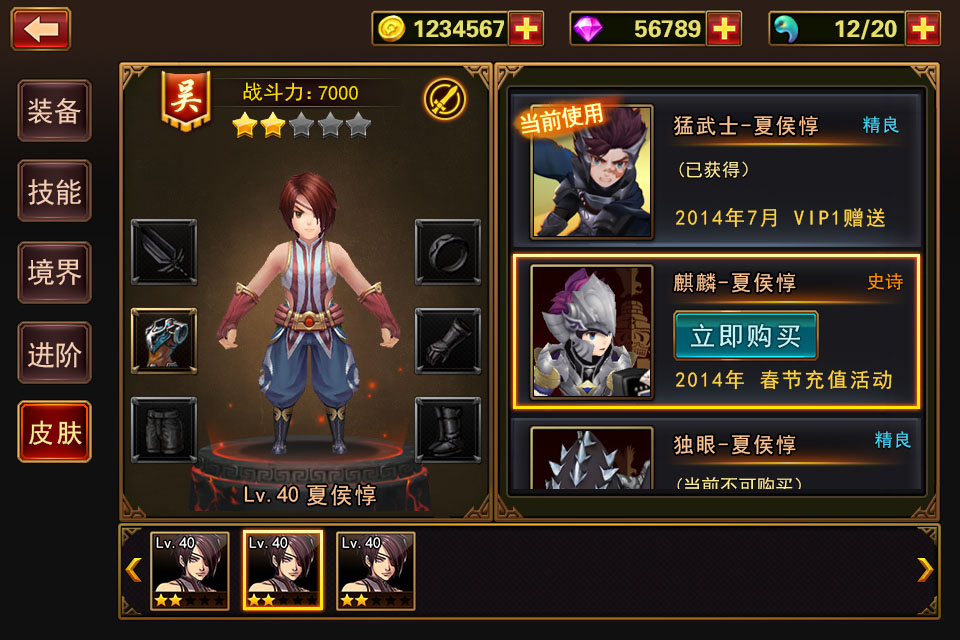 1234567
56789
12/20
装备
技能
境界
进阶
皮肤
吴
战斗力:7000
Lv. 40 夏侯惇
当前使用
猛武士-夏侯惇 精良
(已获得)
2014年7月 VIP1赠送
麒麟-夏侯惇 史诗
立即购买
2014年 春节充值活动
独眼-夏侯惇 精良
(当前不可购买)
Lv. 40
Lv. 40
Lv. 40